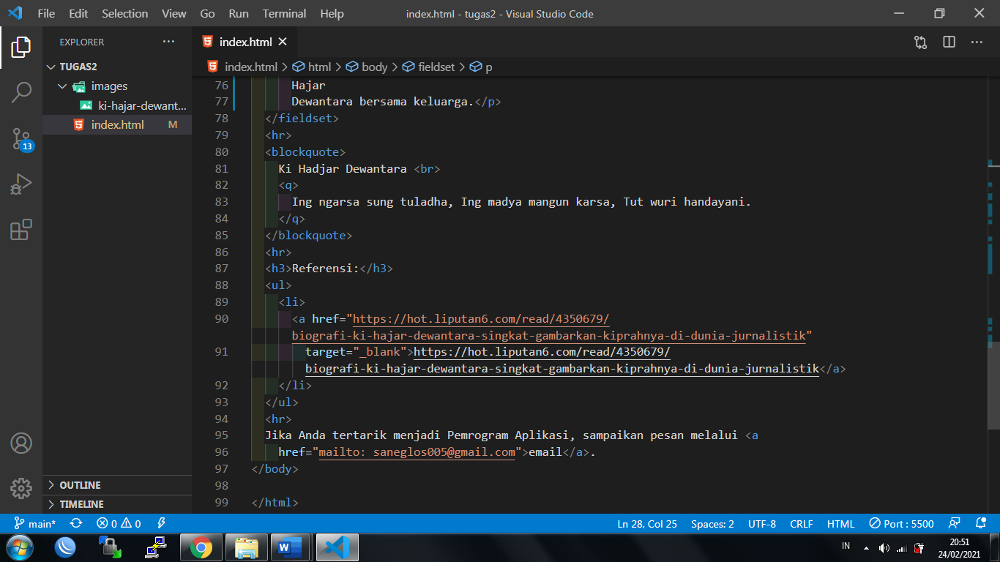 File Edit Selection View Go Run Terminal Help index.html - tugas2 - Visual Studio Code
EXPLORER
TUGAS2
images
ki-hajar-dewant...
index.html M
13
OUTLINE
TIMELINE
index.html
index.html > html > body > fieldset > p
76 Hajar
77 Dewantara bersama keluarga.</p>
78 </fieldset>
79 <hr>
80 <blockquote>
81 Ki Hadjar Dewantara <br>
82 <q>
83 Ing ngarsa sung tuladha, Ing madya mangun karsa, Tut wuri handayani.
84 </q>
85 </blockquote>
86 <hr>
87 <h3>Referensi:</h3>
88 <ul>
89 <li>
90 <a href="https://hot.liputan6.com/read/4350679/
biografi-ki-hajar-dewantara-singkat-gambarkan-kiprahnya-di-dunia-jurnalistik"
91 target="_blank">https://hot.liputan6.com/read/4350679/
biografi-ki-hajar-dewantara-singkat-gambarkan-kiprahnya-di-dunia-jurnalistik</a>
92 </li>
93 </ul>
94 <hr>
95 Jika Anda tertarik menjadi Pemrogram Aplikasi, sampaikan pesan melalui <a
96 href="mailto: saneglos005@gmail.com">email</a>.
97 </body>
98
99 </html>
main* 0 0 Ln 28, Col 25 Spaces: 2 UTF-8 CRLF HTML Port : 5500
IN 20:51
24/02/2021